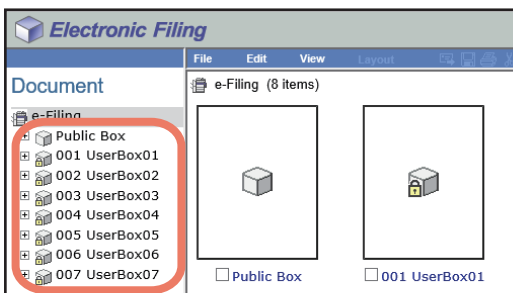 Electronic Filing
File Edit View Layout
Document
e-Filing (8 items)
e-Filing
Public Box
001 UserBox01
002 UserBox02
003 UserBox03
004 UserBox04
005 UserBox05
006 UserBox06
007 UserBox07
Public Box 001 UserBox01